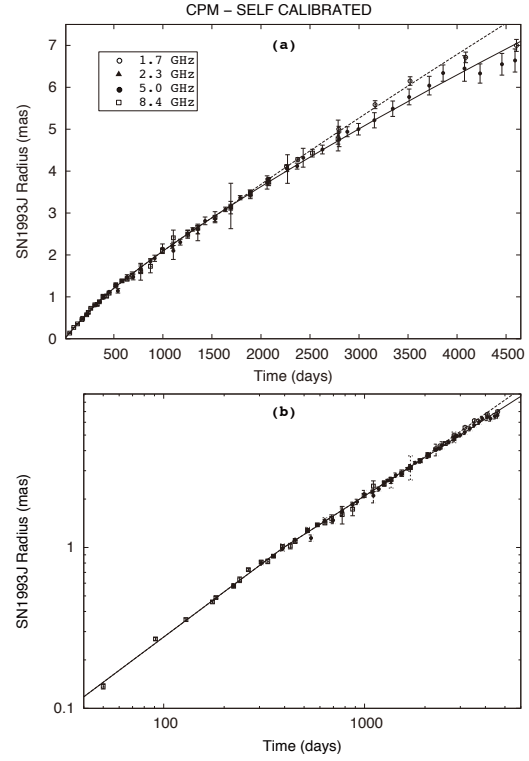 CPM – SELF CALIBRATED
(a)
1.7 GHz
2.3 GHz
5.0 GHz
8.4 GHz
SN1993J Radius (mas)
7
6
5
4
3
2
1
0
500 1000 1500 2000 2500 3000 3500 4000 4500
Time (days)
(b)
SN1993J Radius (mas)
1
0.1
100 1000
Time (days)